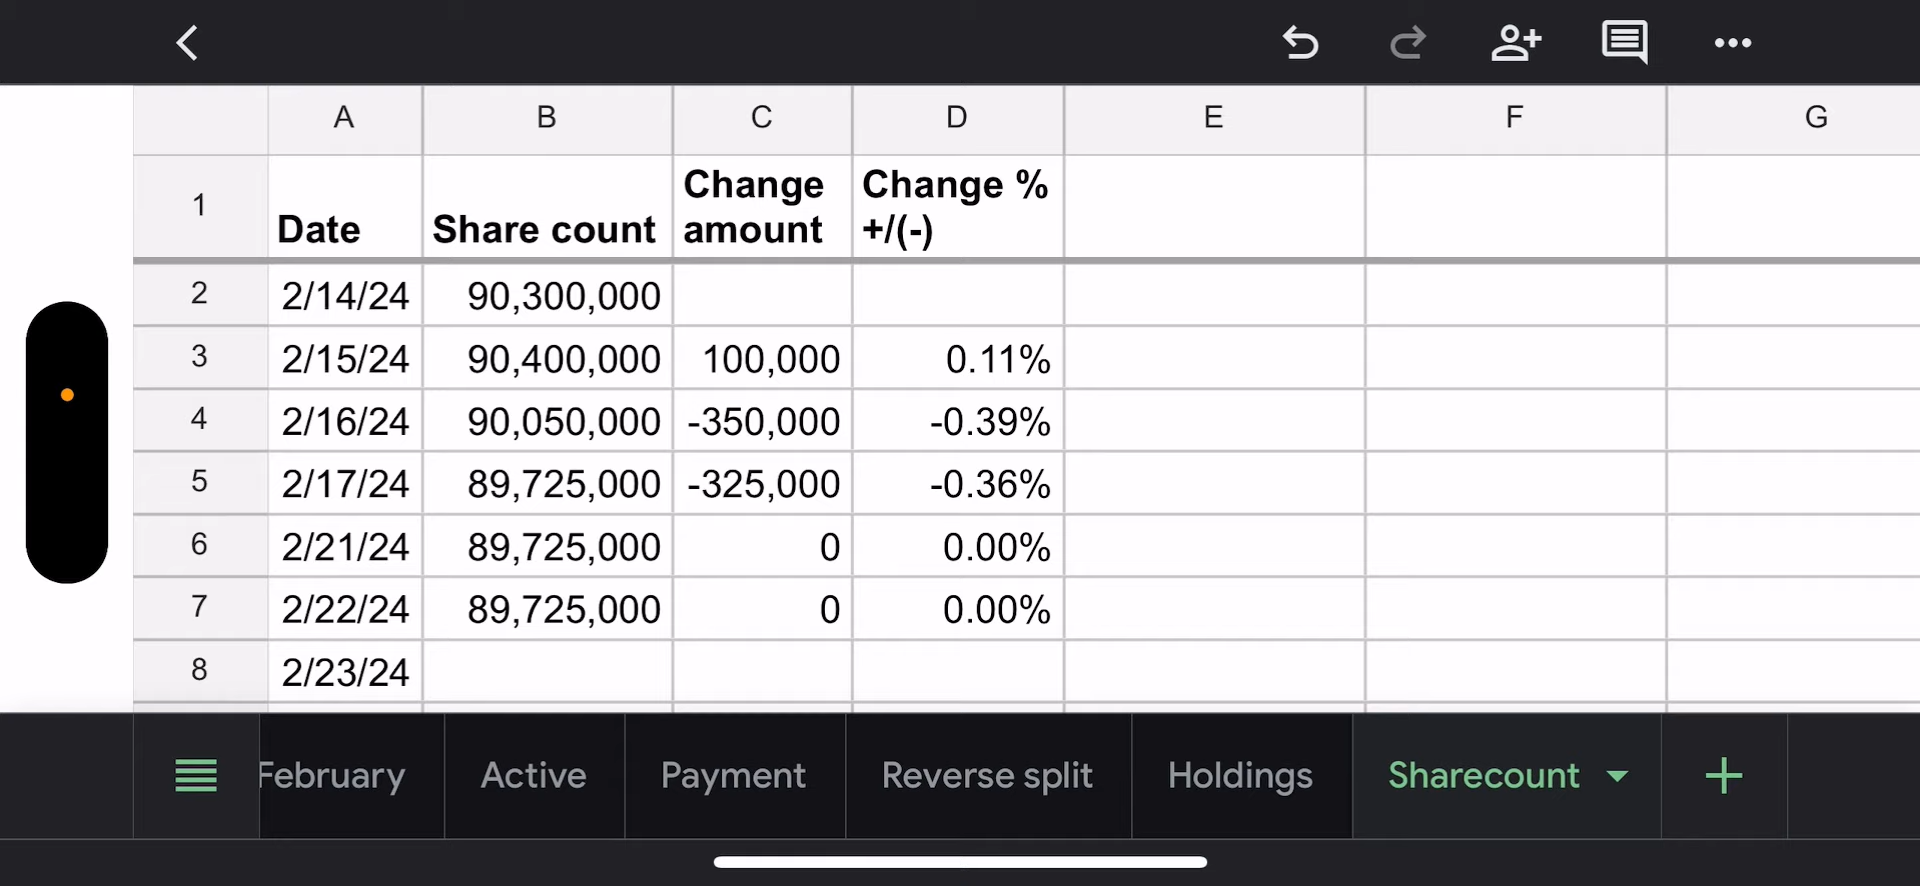 A B C D E F G
1 Date Share count Change amount Change % +/(-)
2 2/14/24 90,300,000
3 2/15/24 90,400,000 100,000 0.11%
4 2/16/24 90,050,000 -350,000 -0.39%
5 2/17/24 89,725,000 -325,000 -0.36%
6 2/21/24 89,725,000 0 0.00%
7 2/22/24 89,725,000 0 0.00%
8 2/23/24
February Active Payment Reverse split Holdings Sharecount